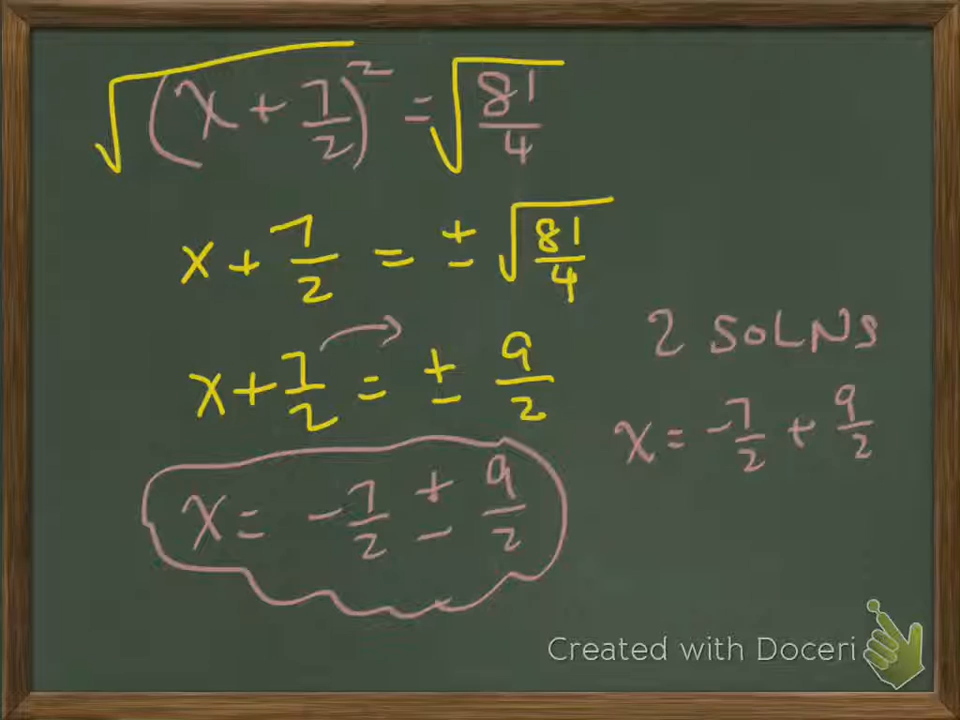 √(x + 7/2)² = √81/4
x + 7/2 = ± √81/4
x + 7/2 = ± 9/2
x = -7/2 ± 9/2
2 SOLNS
x = -7/2 + 9/2
Created with Doceri